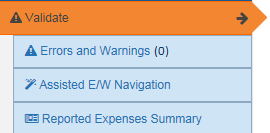 Validate
Errors and Warnings (0)
Assisted E/W Navigation
Reported Expenses Summary